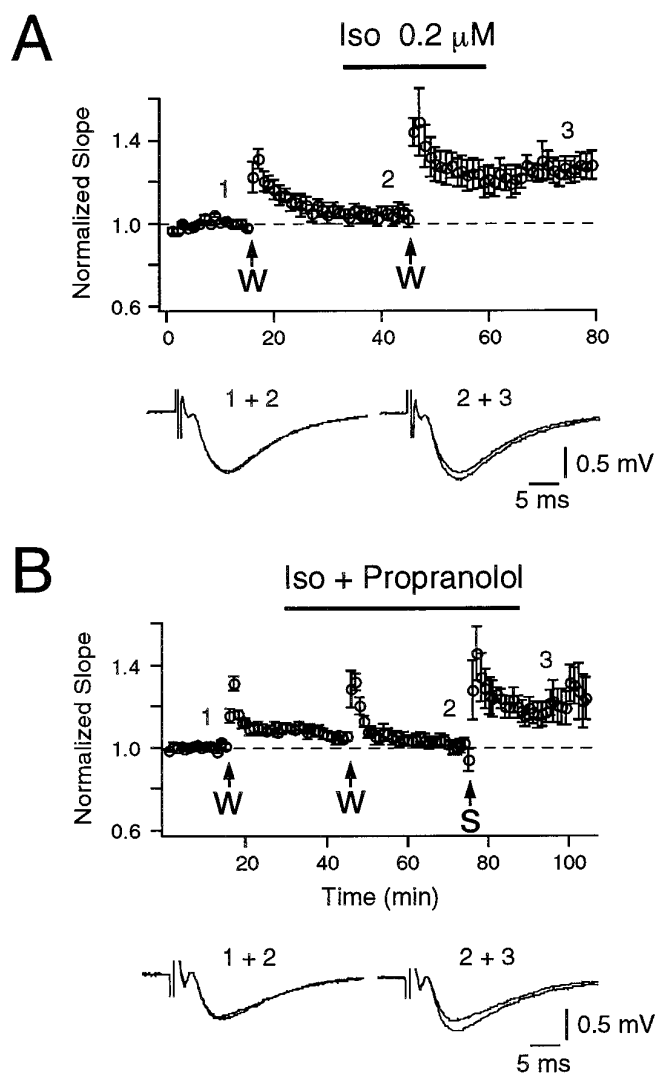 A
Iso 0.2 μM
Normalized Slope
1.4
1.0
0.6
1
2
3
W
W
0
20
40
60
80
1 + 2
2 + 3
0.5 mV
5 ms
B
Iso + Propranolol
Normalized Slope
1.4
1.0
0.6
1
2
3
W
W
S
20
40
60
80
100
Time (min)
1 + 2
2 + 3
0.5 mV
5 ms